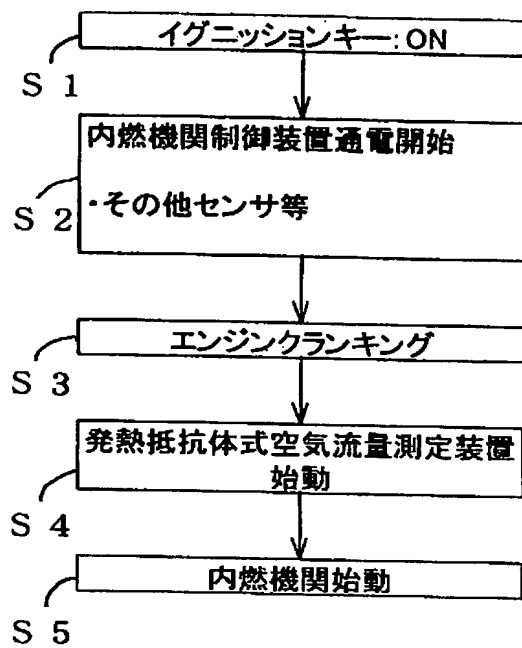 イグニッションキー:ON
S 1
内燃機関制御装置通電開始
・その他センサ等
S 2
エンジンクランキング
S 3
発熱抵抗体式空気流量測定装置
始動
S 4
内燃機関始動
S 5